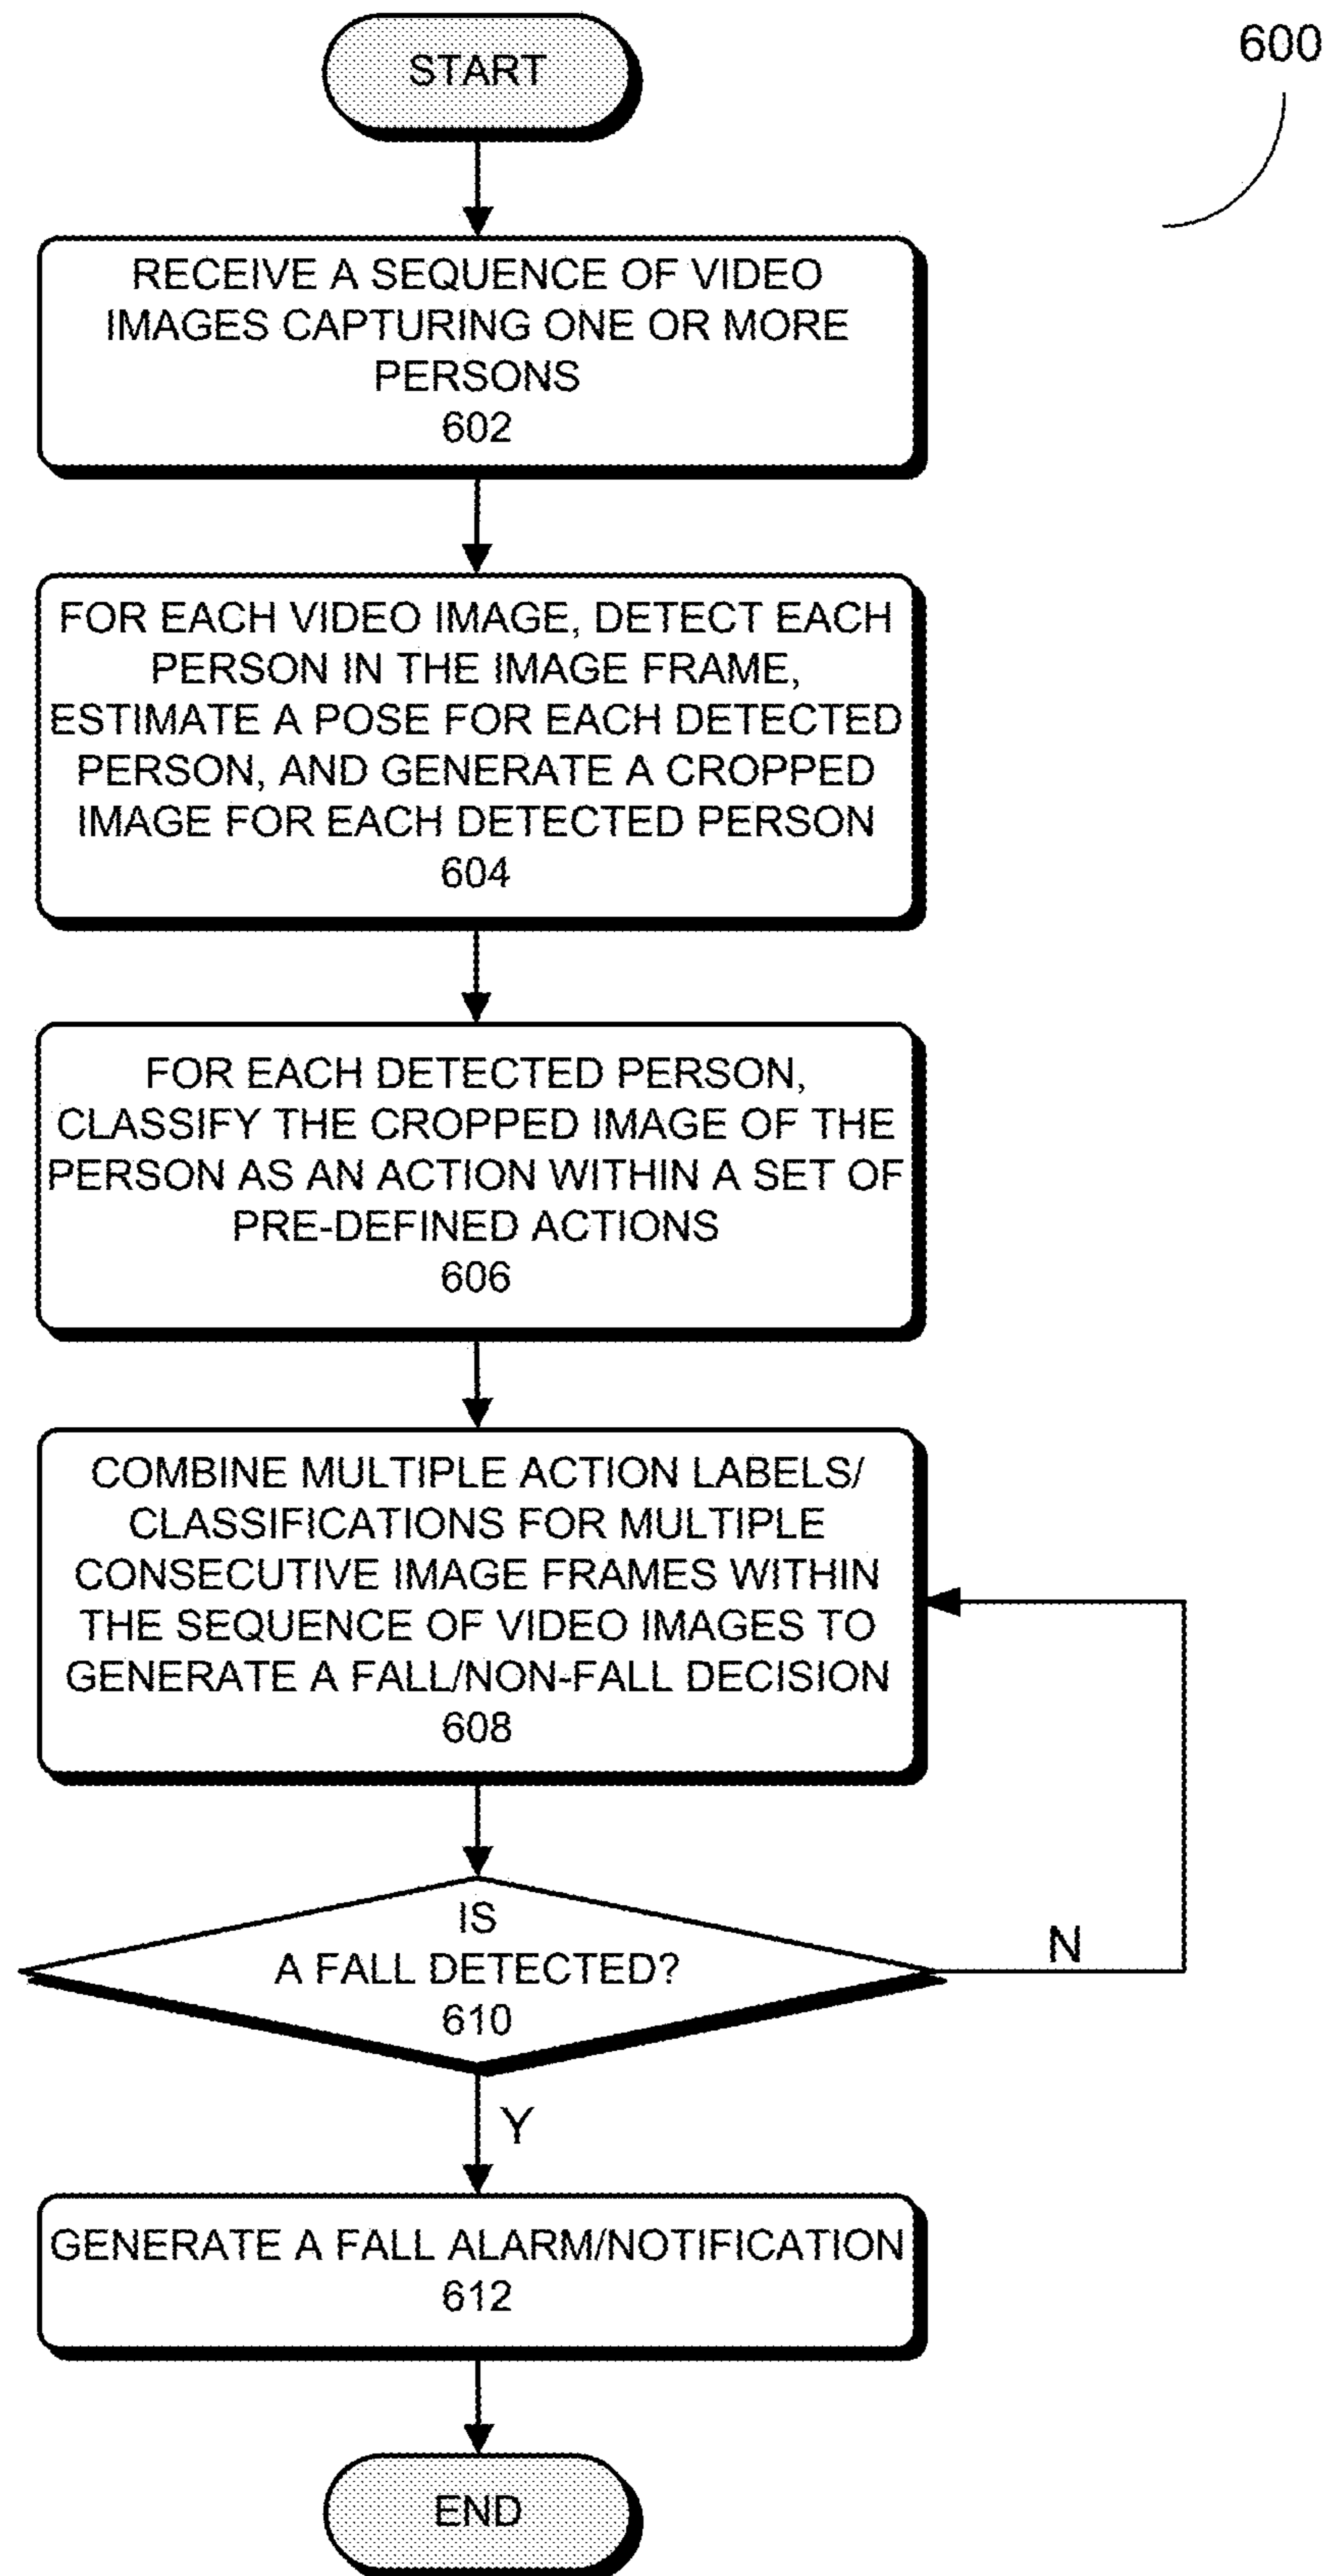 START
600
RECEIVE A SEQUENCE OF VIDEO
IMAGES CAPTURING ONE OR MORE
PERSONS
602
FOR EACH VIDEO IMAGE, DETECT EACH
PERSON IN THE IMAGE FRAME,
ESTIMATE A POSE FOR EACH DETECTED
PERSON, AND GENERATE A CROPPED
IMAGE FOR EACH DETECTED PERSON
604
FOR EACH DETECTED PERSON,
CLASSIFY THE CROPPED IMAGE OF THE
PERSON AS AN ACTION WITHIN A SET OF
PRE-DEFINED ACTIONS
606
COMBINE MULTIPLE ACTION LABELS/
CLASSIFICATIONS FOR MULTIPLE
CONSECUTIVE IMAGE FRAMES WITHIN
THE SEQUENCE OF VIDEO IMAGES TO
GENERATE A FALL/NON-FALL DECISION
608
IS
A FALL DETECTED?
610
N
Y
GENERATE A FALL ALARM/NOTIFICATION
612
END